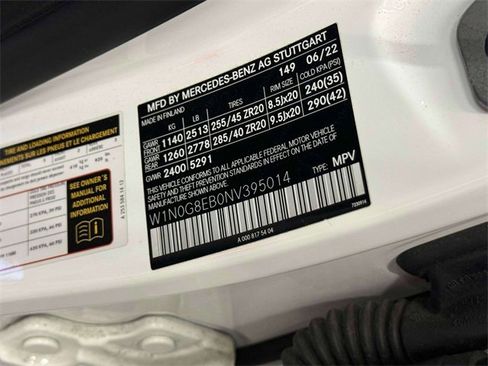 MFD BY MERCEDES-BENZ AG STUTTGART
MADE IN FINLAND 149 06/22
KG LB TIRES RIM SIZE COLD KPA(PSI)
GAWR FRONT 1140 2513 255/45 ZR20 8.5Jx20 240(35)
GAWR REAR 1260 2778 285/40 ZR20 9.5Jx20 290(42)
GVWR 2400 5291
THIS VEHICLE CONFORMS TO ALL APPLICABLE FEDERAL MOTOR VEHICLE
SAFETY, BUMPER, AND THEFT PREVENTION STANDARDS IN EFFECT ON THE DATE OF
MANUFACTURE SHOWN ABOVE. TYPE: MPV
W1N0G8EB0NV395014
A 000 817 54 04
TIRE AND LOADING INFORMATION
SEE OWNER'S
MANUAL FOR
ADDITIONAL
INFORMATION